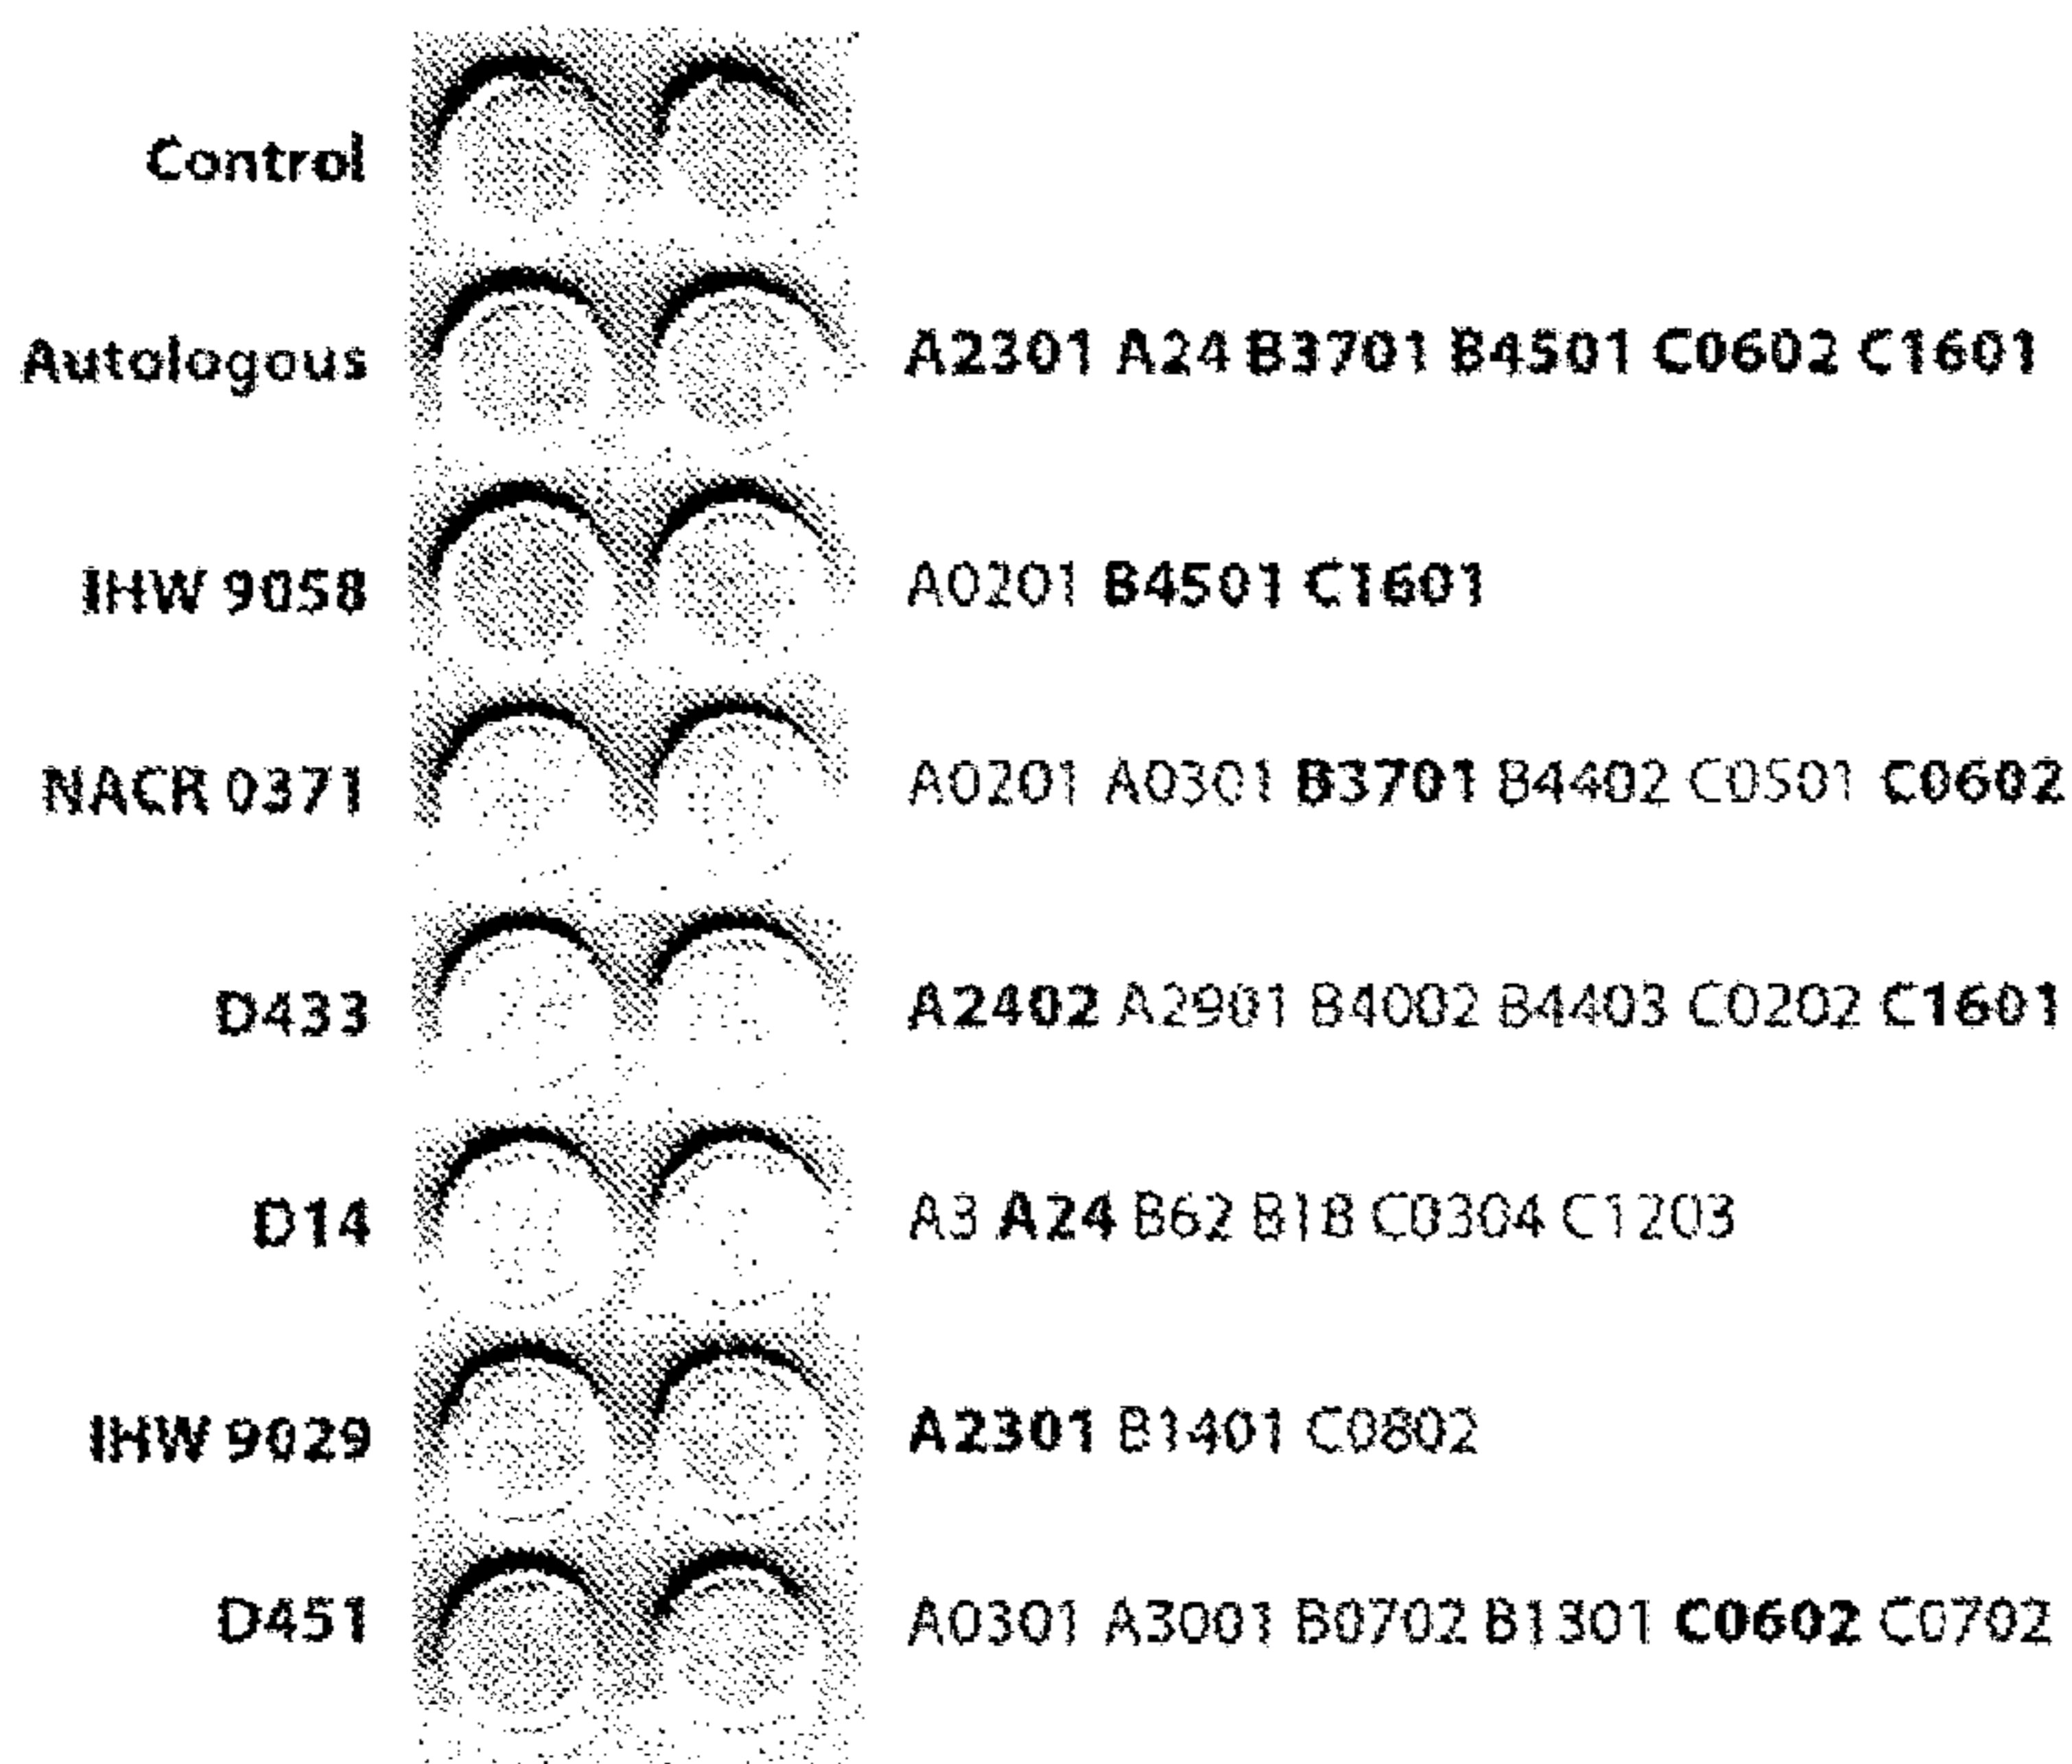 Control
Autologous A2301 A24 B3701 B4501 C0602 C1601
IHW 9058 A0201 B4501 C1601
NACR 0371 A0201 A0301 B3701 B4402 C0501 C0602
D433 A2402 A2901 B4002 B4403 C0202 C1601
D14 A3 A24 B62 B18 C0304 C1203
IHW 9029 A2301 B1401 C0802
D451 A0301 A3001 B0702 B1301 C0602 C0702